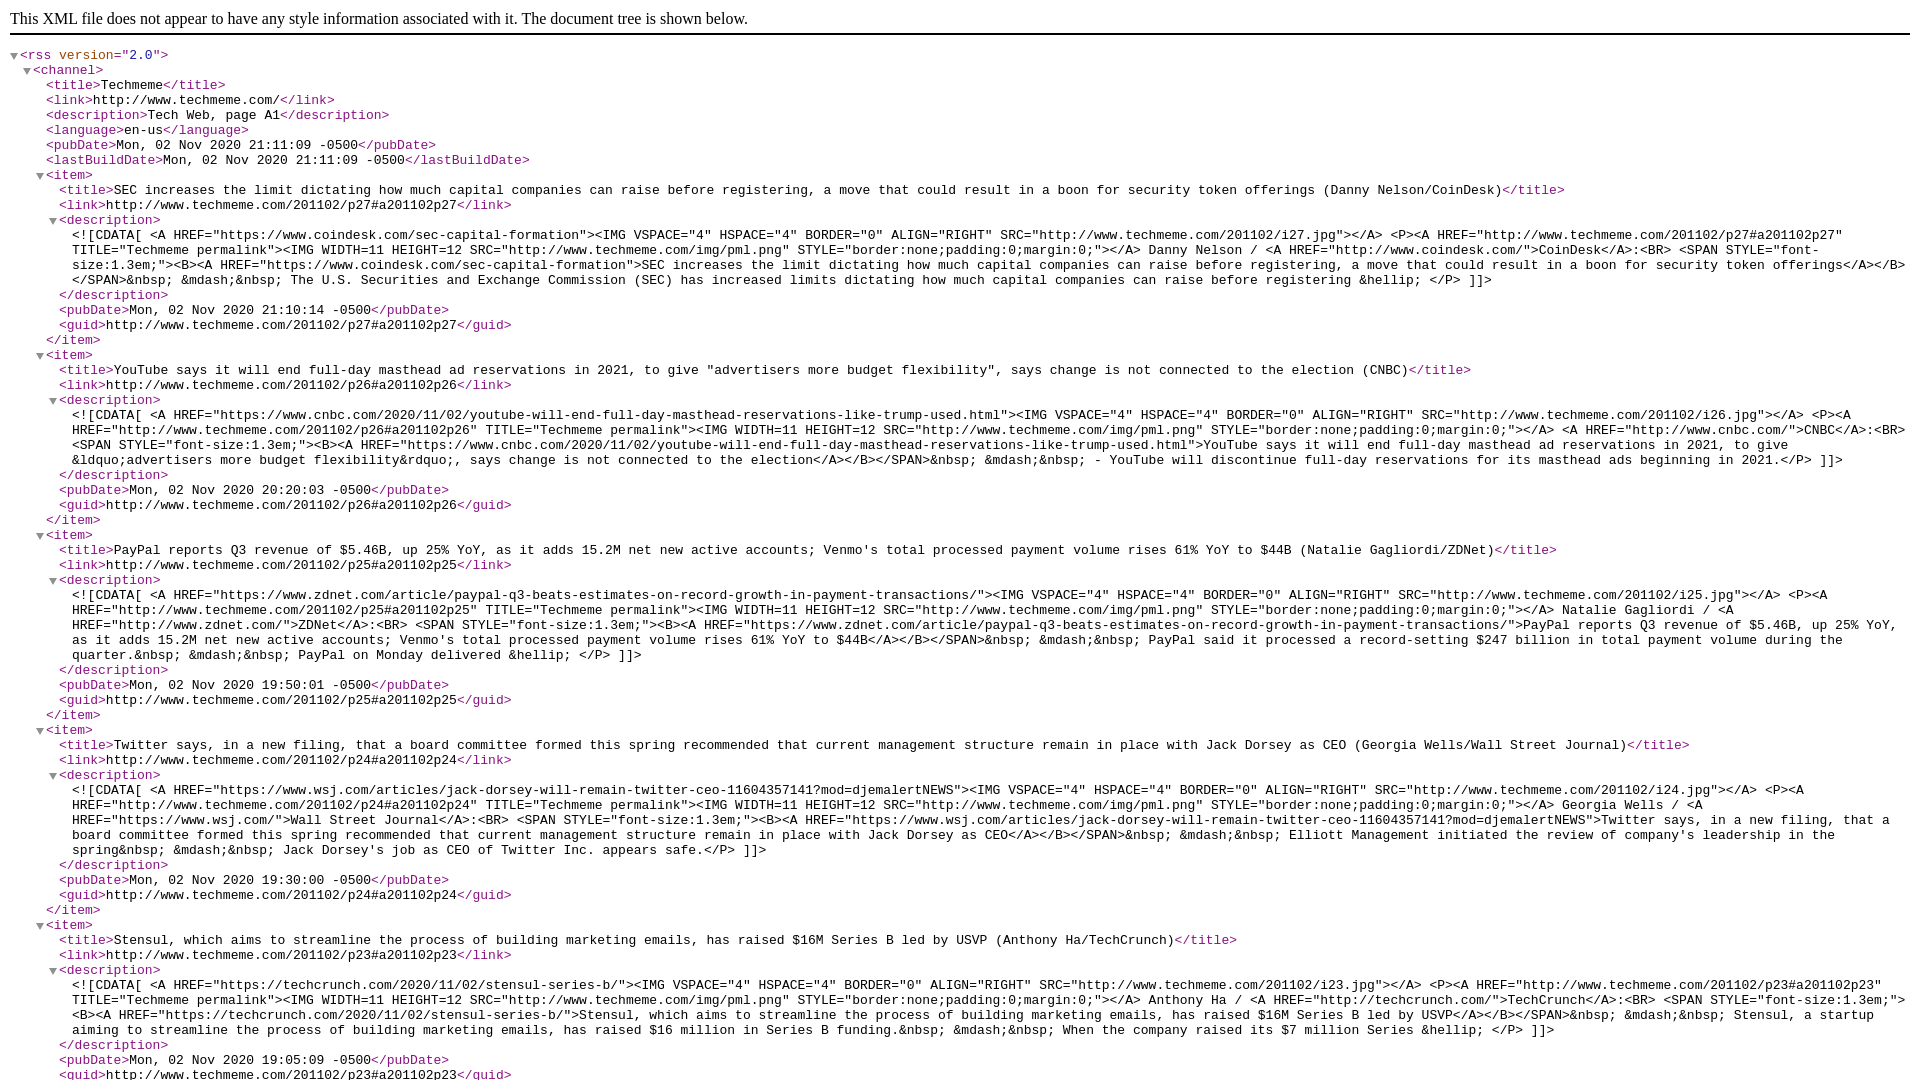 This XML file does not appear to have any style information associated with it. The document tree is shown below.
<rss version="2.0">
<channel>
<title>Techmeme</title>
<link>http://www.techmeme.com/</link>
<description>Tech Web, page A1</description>
<language>en-us</language>
<pubDate>Mon, 02 Nov 2020 21:11:09 -0500</pubDate>
<lastBuildDate>Mon, 02 Nov 2020 21:11:09 -0500</lastBuildDate>
<item>
<title>SEC increases the limit dictating how much capital companies can raise before registering, a move that could result in a boon for security token offerings (Danny Nelson/CoinDesk)</title>
<link>http://www.techmeme.com/201102/p27#a201102p27</link>
<description>
<![CDATA[ <A HREF="https://www.coindesk.com/sec-capital-formation"><IMG VSPACE="4" HSPACE="4" BORDER="0" ALIGN="RIGHT" SRC="http://www.techmeme.com/201102/i27.jpg"></A> <P><A HREF="http://www.techmeme.com/201102/p27#a201102p27"
TITLE="Techmeme permalink"><IMG WIDTH=11 HEIGHT=12 SRC="http://www.techmeme.com/img/pml.png" STYLE="border:none;padding:0;margin:0;"></A> Danny Nelson / <A HREF="http://www.coindesk.com/">CoinDesk</A>:<BR> <SPAN STYLE="font-
size:1.3em;"><B><A HREF="https://www.coindesk.com/sec-capital-formation">SEC increases the limit dictating how much capital companies can raise before registering, a move that could result in a boon for security token offerings</A></B>
</SPAN>&nbsp; &mdash;&nbsp; The U.S. Securities and Exchange Commission (SEC) has increased limits dictating how much capital companies can raise before registering &hellip; </P> ]]>
</description>
<pubDate>Mon, 02 Nov 2020 21:10:14 -0500</pubDate>
<guid>http://www.techmeme.com/201102/p27#a201102p27</guid>
</item>
<item>
<title>YouTube says it will end full-day masthead ad reservations in 2021, to give "advertisers more budget flexibility", says change is not connected to the election (CNBC)</title>
<link>http://www.techmeme.com/201102/p26#a201102p26</link>
<description>
<![CDATA[ <A HREF="https://www.cnbc.com/2020/11/02/youtube-will-end-full-day-masthead-reservations-like-trump-used.html"><IMG VSPACE="4" HSPACE="4" BORDER="0" ALIGN="RIGHT" SRC="http://www.techmeme.com/201102/i26.jpg"></A> <P><A
HREF="http://www.techmeme.com/201102/p26#a201102p26" TITLE="Techmeme permalink"><IMG WIDTH=11 HEIGHT=12 SRC="http://www.techmeme.com/img/pml.png" STYLE="border:none;padding:0;margin:0;"></A> <A HREF="http://www.cnbc.com/">CNBC</A>:<BR>
<SPAN STYLE="font-size:1.3em;"><B><A HREF="https://www.cnbc.com/2020/11/02/youtube-will-end-full-day-masthead-reservations-like-trump-used.html">YouTube says it will end full-day masthead ad reservations in 2021, to give
&ldquo;advertisers more budget flexibility&rdquo;, says change is not connected to the election</A></B></SPAN>&nbsp; &mdash;&nbsp; - YouTube will discontinue full-day reservations for its masthead ads beginning in 2021.</P> ]]>
</description>
<pubDate>Mon, 02 Nov 2020 20:20:03 -0500</pubDate>
<guid>http://www.techmeme.com/201102/p26#a201102p26</guid>
</item>
<item>
<title>PayPal reports Q3 revenue of $5.46B, up 25% YoY, as it adds 15.2M net new active accounts; Venmo's total processed payment volume rises 61% YoY to $44B (Natalie Gagliordi/ZDNet)</title>
<link>http://www.techmeme.com/201102/p25#a201102p25</link>
<description>
<![CDATA[ <A HREF="https://www.zdnet.com/article/paypal-q3-beats-estimates-on-record-growth-in-payment-transactions/"><IMG VSPACE="4" HSPACE="4" BORDER="0" ALIGN="RIGHT" SRC="http://www.techmeme.com/201102/i25.jpg"></A> <P><A
HREF="http://www.techmeme.com/201102/p25#a201102p25" TITLE="Techmeme permalink"><IMG WIDTH=11 HEIGHT=12 SRC="http://www.techmeme.com/img/pml.png" STYLE="border:none;padding:0;margin:0;"></A> Natalie Gagliordi / <A
HREF="http://www.zdnet.com/">ZDNet</A>:<BR> <SPAN STYLE="font-size:1.3em;"><B><A HREF="https://www.zdnet.com/article/paypal-q3-beats-estimates-on-record-growth-in-payment-transactions/">PayPal reports Q3 revenue of $5.46B, up 25% YoY,
as it adds 15.2M net new active accounts; Venmo's total processed payment volume rises 61% YoY to $44B</A></B></SPAN>&nbsp; &mdash;&nbsp; PayPal said it processed a record-setting $247 billion in total payment volume during the
quarter.&nbsp; &mdash;&nbsp; PayPal on Monday delivered &hellip; </P> ]]>
</description>
<pubDate>Mon, 02 Nov 2020 19:50:01 -0500</pubDate>
<guid>http://www.techmeme.com/201102/p25#a201102p25</guid>
</item>
<item>
<title>Twitter says, in a new filing, that a board committee formed this spring recommended that current management structure remain in place with Jack Dorsey as CEO (Georgia Wells/Wall Street Journal)</title>
<link>http://www.techmeme.com/201102/p24#a201102p24</link>
<description>
<![CDATA[ <A HREF="https://www.wsj.com/articles/jack-dorsey-will-remain-twitter-ceo-11604357141?mod=djemalertNEWS"><IMG VSPACE="4" HSPACE="4" BORDER="0" ALIGN="RIGHT" SRC="http://www.techmeme.com/201102/i24.jpg"></A> <P><A
HREF="http://www.techmeme.com/201102/p24#a201102p24" TITLE="Techmeme permalink"><IMG WIDTH=11 HEIGHT=12 SRC="http://www.techmeme.com/img/pml.png" STYLE="border:none;padding:0;margin:0;"></A> Georgia Wells / <A
HREF="https://www.wsj.com/">Wall Street Journal</A>:<BR> <SPAN STYLE="font-size:1.3em;"><B><A HREF="https://www.wsj.com/articles/jack-dorsey-will-remain-twitter-ceo-11604357141?mod=djemalertNEWS">Twitter says, in a new filing, that a
board committee formed this spring recommended that current management structure remain in place with Jack Dorsey as CEO</A></B></SPAN>&nbsp; &mdash;&nbsp; Elliott Management initiated the review of company's leadership in the
spring&nbsp; &mdash;&nbsp; Jack Dorsey's job as CEO of Twitter Inc. appears safe.</P> ]]>
</description>
<pubDate>Mon, 02 Nov 2020 19:30:00 -0500</pubDate>
<guid>http://www.techmeme.com/201102/p24#a201102p24</guid>
</item>
<item>
<title>Stensul, which aims to streamline the process of building marketing emails, has raised $16M Series B led by USVP (Anthony Ha/TechCrunch)</title>
<link>http://www.techmeme.com/201102/p23#a201102p23</link>
<description>
<![CDATA[ <A HREF="https://techcrunch.com/2020/11/02/stensul-series-b/"><IMG VSPACE="4" HSPACE="4" BORDER="0" ALIGN="RIGHT" SRC="http://www.techmeme.com/201102/i23.jpg"></A> <P><A HREF="http://www.techmeme.com/201102/p23#a201102p23"
TITLE="Techmeme permalink"><IMG WIDTH=11 HEIGHT=12 SRC="http://www.techmeme.com/img/pml.png" STYLE="border:none;padding:0;margin:0;"></A> Anthony Ha / <A HREF="http://techcrunch.com/">TechCrunch</A>:<BR> <SPAN STYLE="font-size:1.3em;">
<B><A HREF="https://techcrunch.com/2020/11/02/stensul-series-b/">Stensul, which aims to streamline the process of building marketing emails, has raised $16M Series B led by USVP</A></B></SPAN>&nbsp; &mdash;&nbsp; Stensul, a startup
aiming to streamline the process of building marketing emails, has raised $16 million in Series B funding.&nbsp; &mdash;&nbsp; When the company raised its $7 million Series &hellip; </P> ]]>
</description>
<pubDate>Mon, 02 Nov 2020 19:05:09 -0500</pubDate>
<guid>http://www.techmeme.com/201102/p23#a201102p23</guid>